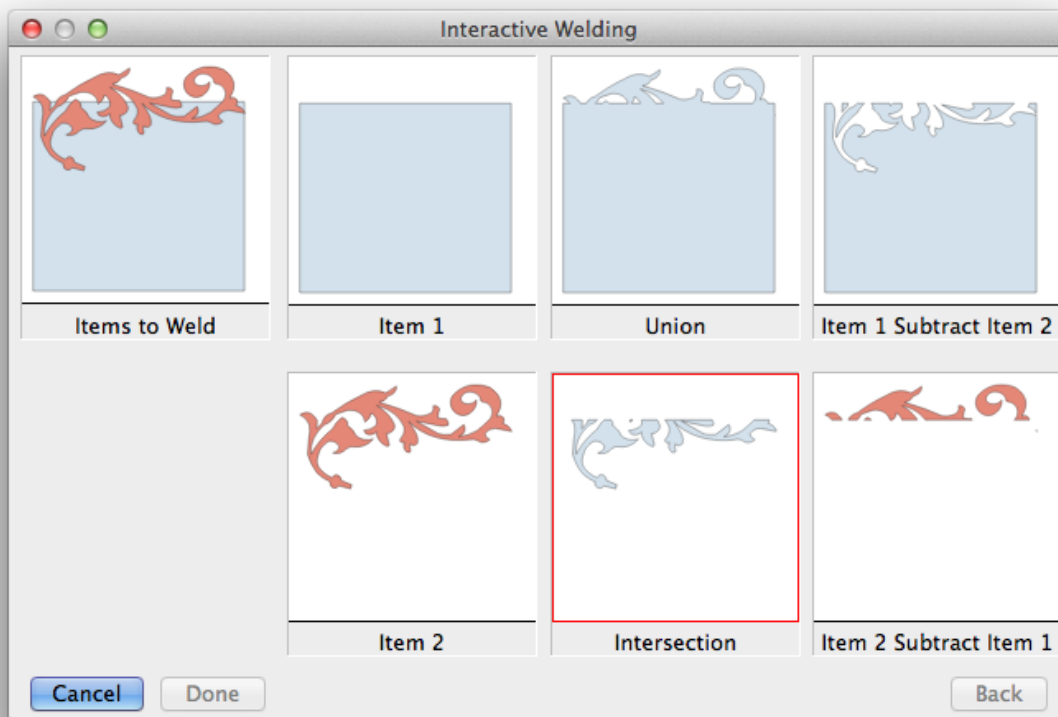 Interactive Welding
Items to Weld
Item 1
Union
Item 1 Subtract Item 2
Item 2
Intersection
Item 2 Subtract Item 1
Cancel
Done
Back